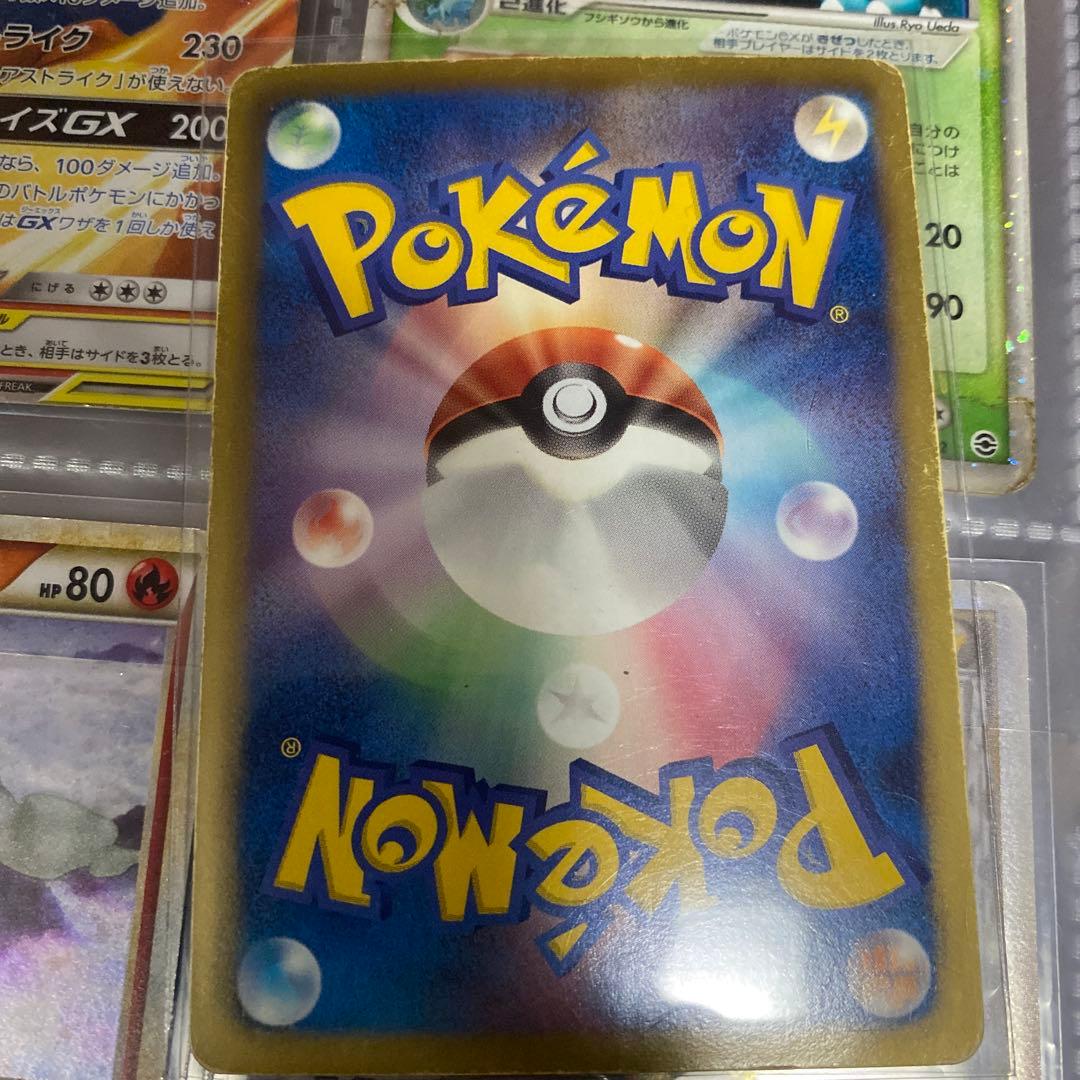 トライク 230
アストライク」が使えない。
イズGX 200
なら、100ダメージ追加。
のバトルポケモンにかかっ
はGXワザを1回しか使え
にげる
とき、相手はサイドを3枚とる。
FREAK
2進化
フシギソウから進化
illus. Ryo Ueda
ポケモンexがきぜつしたとき、
相手プレイヤーはサイドを2枚とります。
自分の
につけ
ことは
20
90
POKéMON®
HP 80
POKéMON®